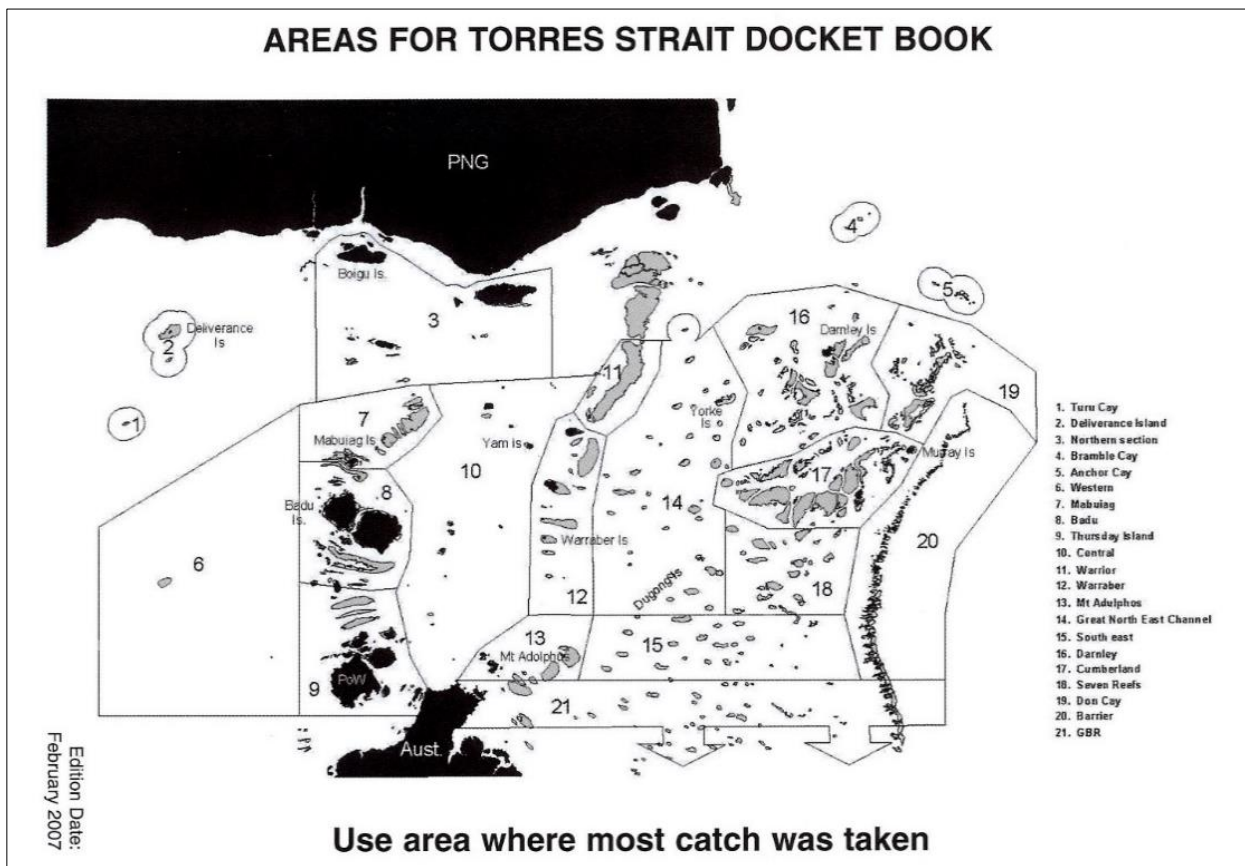 AREAS FOR TORRES STRAIT DOCKET BOOK
PNG
4
Boigu Is.
5
3
16
Deliverance
Is
Darnley Is
2
11
19
1
7
Yorke
Is
Mabuiag Is
Yam Is
10
17
Murray Is
8
Badu
Is.
14
Warraber Is
20
6
Dugong Is
18
12
13
15
Mt Adolphos
PoW
9
21
Aust.
1. Turu Cay
2. Deliverance Island
3. Northern section
4. Bramble Cay
5. Anchor Cay
6. Western
7. Mabuiag
8. Badu
9. Thursday Island
10. Central
11. Warrior
12. Warraber
13. Mt Adulphos
14. Great North East Channel
15. South east
16. Darnley
17. Cumberland
18. Seven Reefs
19. Don Cay
20. Barrier
21. GBR
Edition Date:
February 2007
Use area where most catch was taken